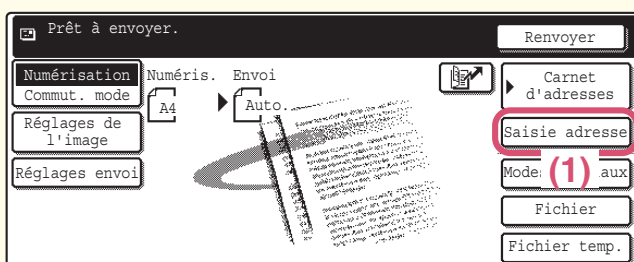 Prêt à envoyer.
Renvoyer
Numérisation
Commut. mode
Numéris.
Envoi
A4
Auto.
Carnet
d'adresses
Réglages de
l'image
Saisie adresse
Réglages envoi
(1)
aux
Fichier
Fichier temp.